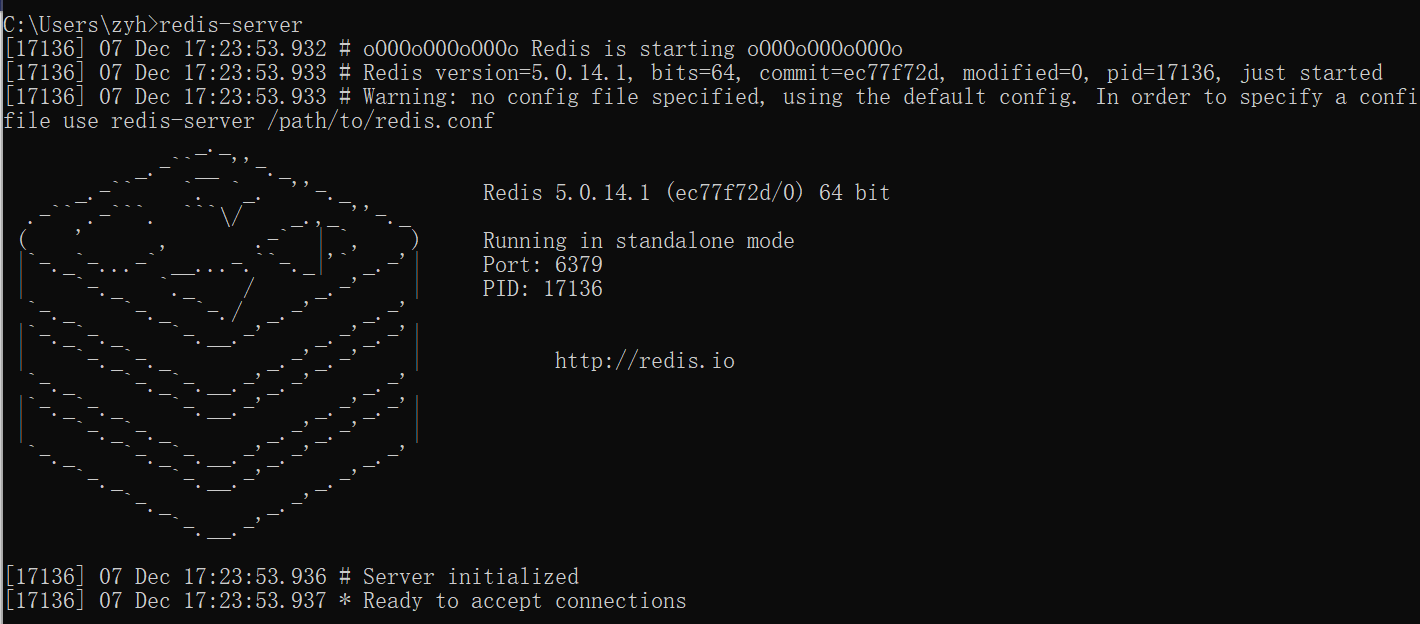 C:\Users\zyh>redis-server
[17136] 07 Dec 17:23:53.932 # oO0OoO0OoO0Oo Redis is starting oO0OoO0OoO0Oo
[17136] 07 Dec 17:23:53.933 # Redis version=5.0.14.1, bits=64, commit=ec77f72d, modified=0, pid=17136, just started
[17136] 07 Dec 17:23:53.933 # Warning: no config file specified, using the default config. In order to specify a confi
file use redis-server /path/to/redis.conf
Redis 5.0.14.1 (ec77f72d/0) 64 bit
Running in standalone mode
Port: 6379
PID: 17136
http://redis.io
[17136] 07 Dec 17:23:53.936 # Server initialized
[17136] 07 Dec 17:23:53.937 * Ready to accept connections